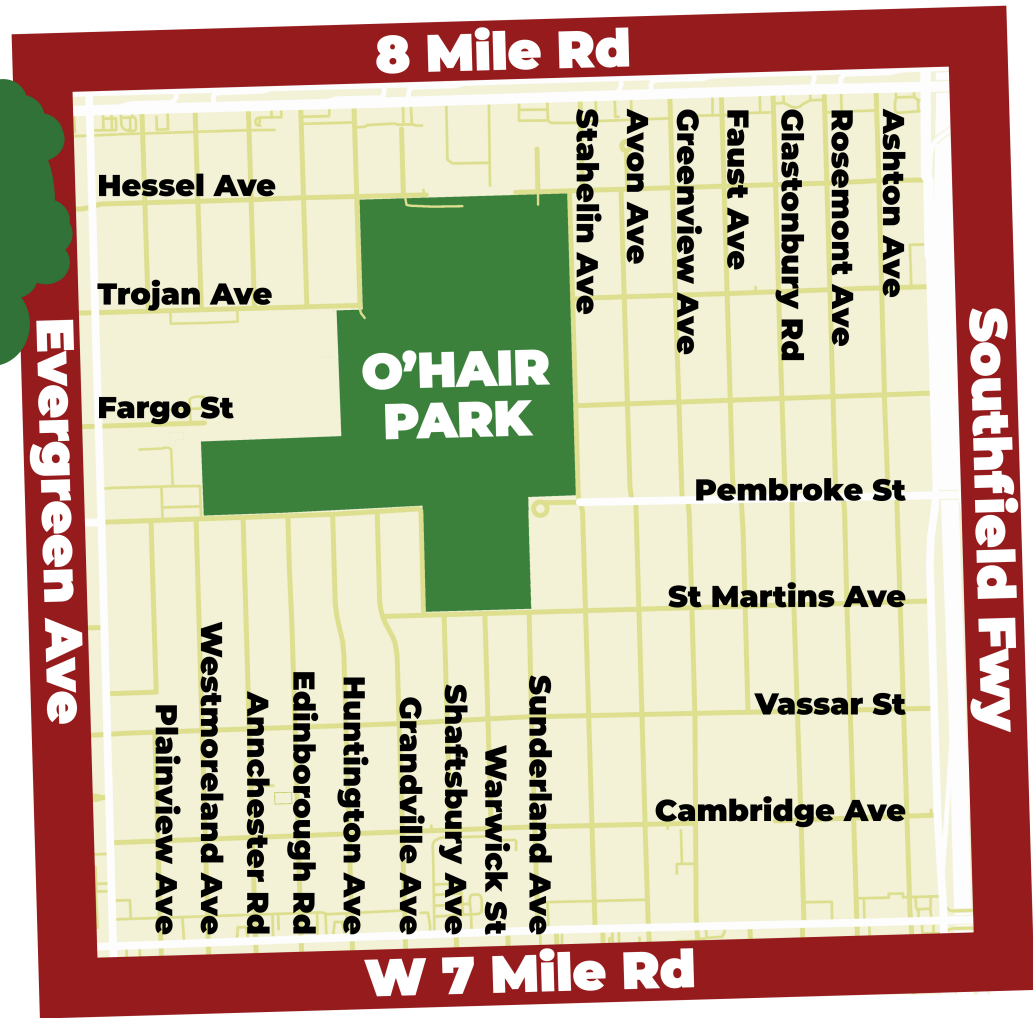 8 Mile Rd
Hessel Ave
Trojan Ave
Fargo St
Stahelin Ave
Avon Ave
Greenview Ave
Faust Ave
Glastonbury Rd
Rosemont Ave
Ashton Ave
O'HAIR
PARK
Evergreen Ave
Southfield Fwy
Pembroke St
St Martins Ave
Vassar St
Cambridge Ave
Plainview Ave
Westmoreland Ave
Annchester Rd
Edinborough Rd
Huntington Ave
Grandville Ave
Shaftsbury Ave
Warwick St
Sunderland Ave
W 7 Mile Rd